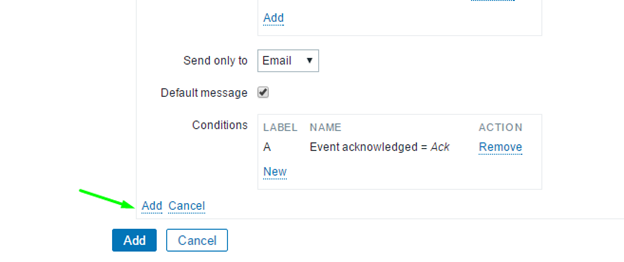 Add
Send only to Email
Default message
Conditions LABEL NAME ACTION
A Event acknowledged = Ack Remove
New
Add Cancel
Add Cancel